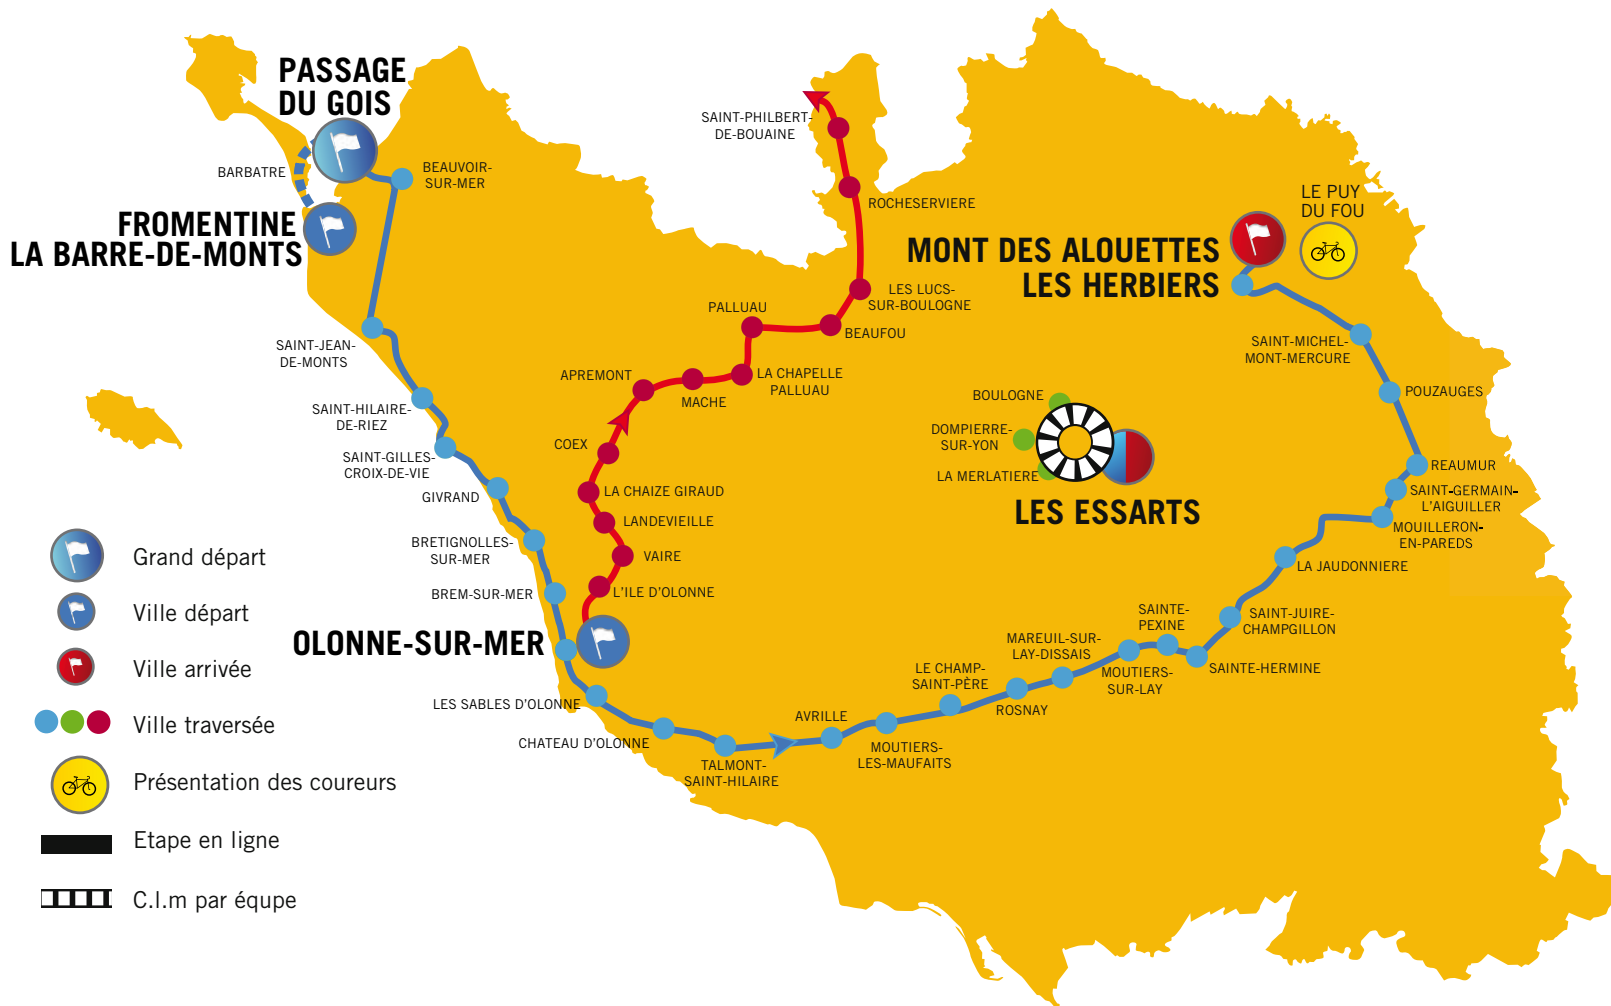 PASSAGE
DU GOIS
BARBATRE
BEAUVOIR-
SUR-MER
FROMENTINE
LA BARRE-DE-MONTS
SAINT-PHILBERT-
DE-BOUAINE
ROCHESERVIERE
LE PUY
DU FOU
MONT DES ALOUETTES
LES HERBIERS
LES LUCS-
SUR-BOULOGNE
PALLUAU
BEAUFOU
SAINT-JEAN-
DE-MONTS
SAINT-MICHEL-
MONT-MERCURE
APREMONT
LA CHAPELLE
PALLUAU
MACHE
POUZAUGES
BOULOGNE
SAINT-HILAIRE-
DE-RIEZ
DOMPIERRE-
SUR-YON
COEX
SAINT-GILLES-
CROIX-DE-VIE
REAUMUR
LA MERLATIERE
GIVRAND
LA CHAIZE GIRAUD
SAINT-GERMAIN-
L'AIGUILLER
LES ESSARTS
LANDEVIEILLE
MOUILLERON-
EN-PAREDS
BRETIGNOLLES-
SUR-MER
VAIRE
LA JAUDONNIERE
BREM-SUR-MER
L'ILE D'OLONNE
SAINTE-
PEXINE
SAINT-JUIRE-
CHAMPGILLON
OLONNE-SUR-MER
MAREUIL-SUR-
LAY-DISSAIS
SAINTE-HERMINE
LE CHAMP-
SAINT-PÈRE
MOUTIERS-
SUR-LAY
LES SABLES D'OLONNE
ROSNAY
AVRILLE
CHATEAU D'OLONNE
MOUTIERS-
LES-MAUFAITS
TALMONT-
SAINT-HILAIRE
Grand départ
Ville départ
Ville arrivée
Ville traversée
Présentation des coureurs
Etape en ligne
C.l.m par équpe